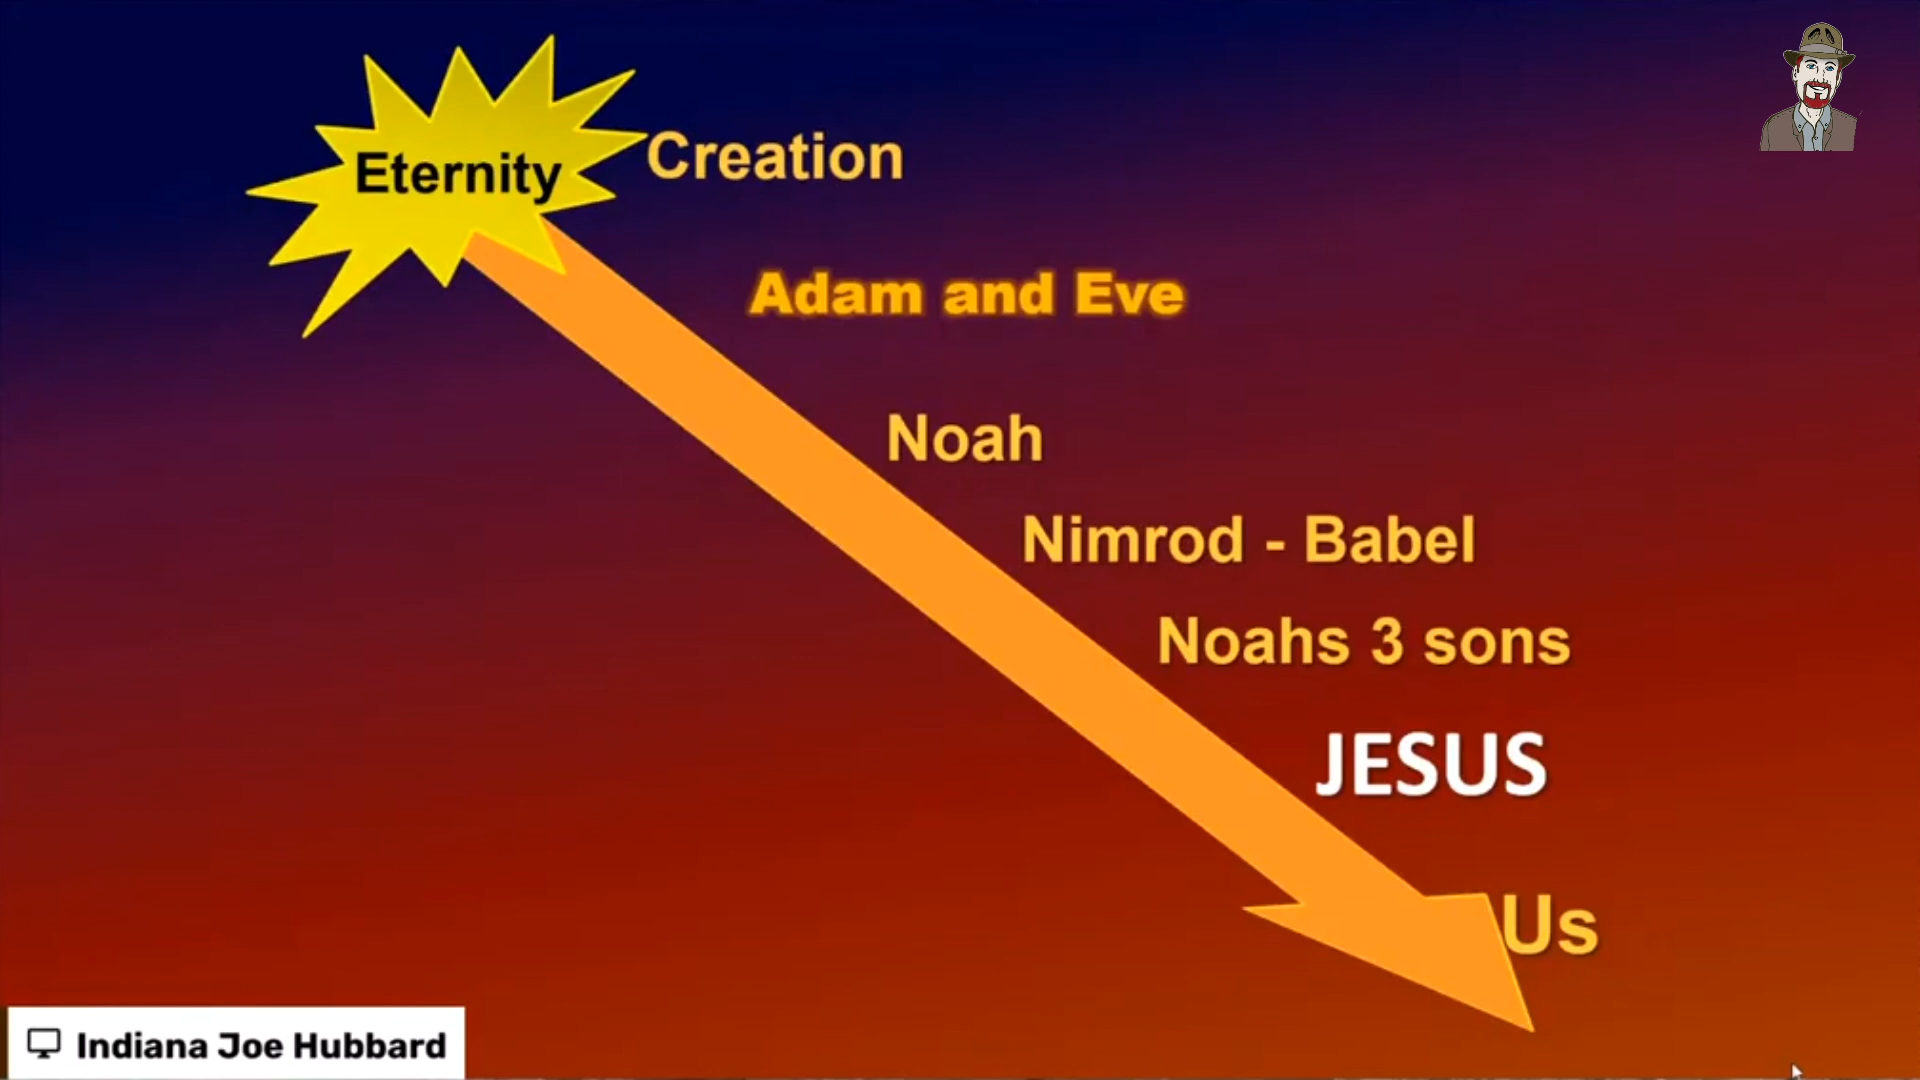 Eternity
Creation
Adam and Eve
Noah
Nimrod - Babel
Noahs 3 sons
JESUS
Us
Indiana Joe Hubbard